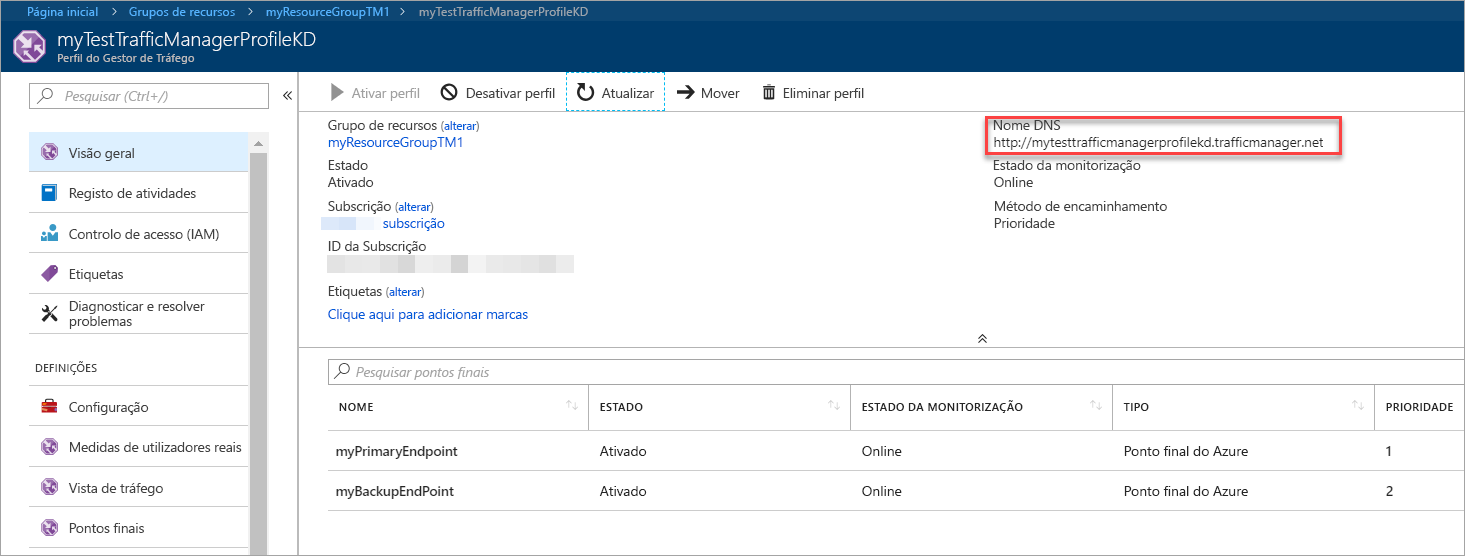 Página inicial > Grupos de recursos > myResourceGroupTM1 > myTestTrafficManagerProfileKD
myTestTrafficManagerProfileKD
Perfil do Gestor de Tráfego
Pesquisar (Ctrl+/)
Visão geral
Registo de atividades
Controlo de acesso (IAM)
Etiquetas
Diagnosticar e resolver
problemas
DEFINIÇÕES
Configuração
Medidas de utilizadores reais
Vista de tráfego
Pontos finais
Ativar perfil Desativar perfil Atualizar Mover Eliminar perfil
Grupo de recursos (alterar)
myResourceGroupTM1
Estado
Ativado
Subscrição (alterar)
subscrição
ID da Subscrição
Etiquetas (alterar)
Clique aqui para adicionar marcas
Nome DNS
http://mytesttrafficmanagerprofilekd.trafficmanager.net
Estado da monitorização
Online
Método de encaminhamento
Prioridade
Pesquisar pontos finais
NOME ESTADO ESTADO DA MONITORIZAÇÃO TIPO PRIORIDADE
myPrimaryEndpoint Ativado Online Ponto final do Azure 1
myBackupEndPoint Ativado Online Ponto final do Azure 2